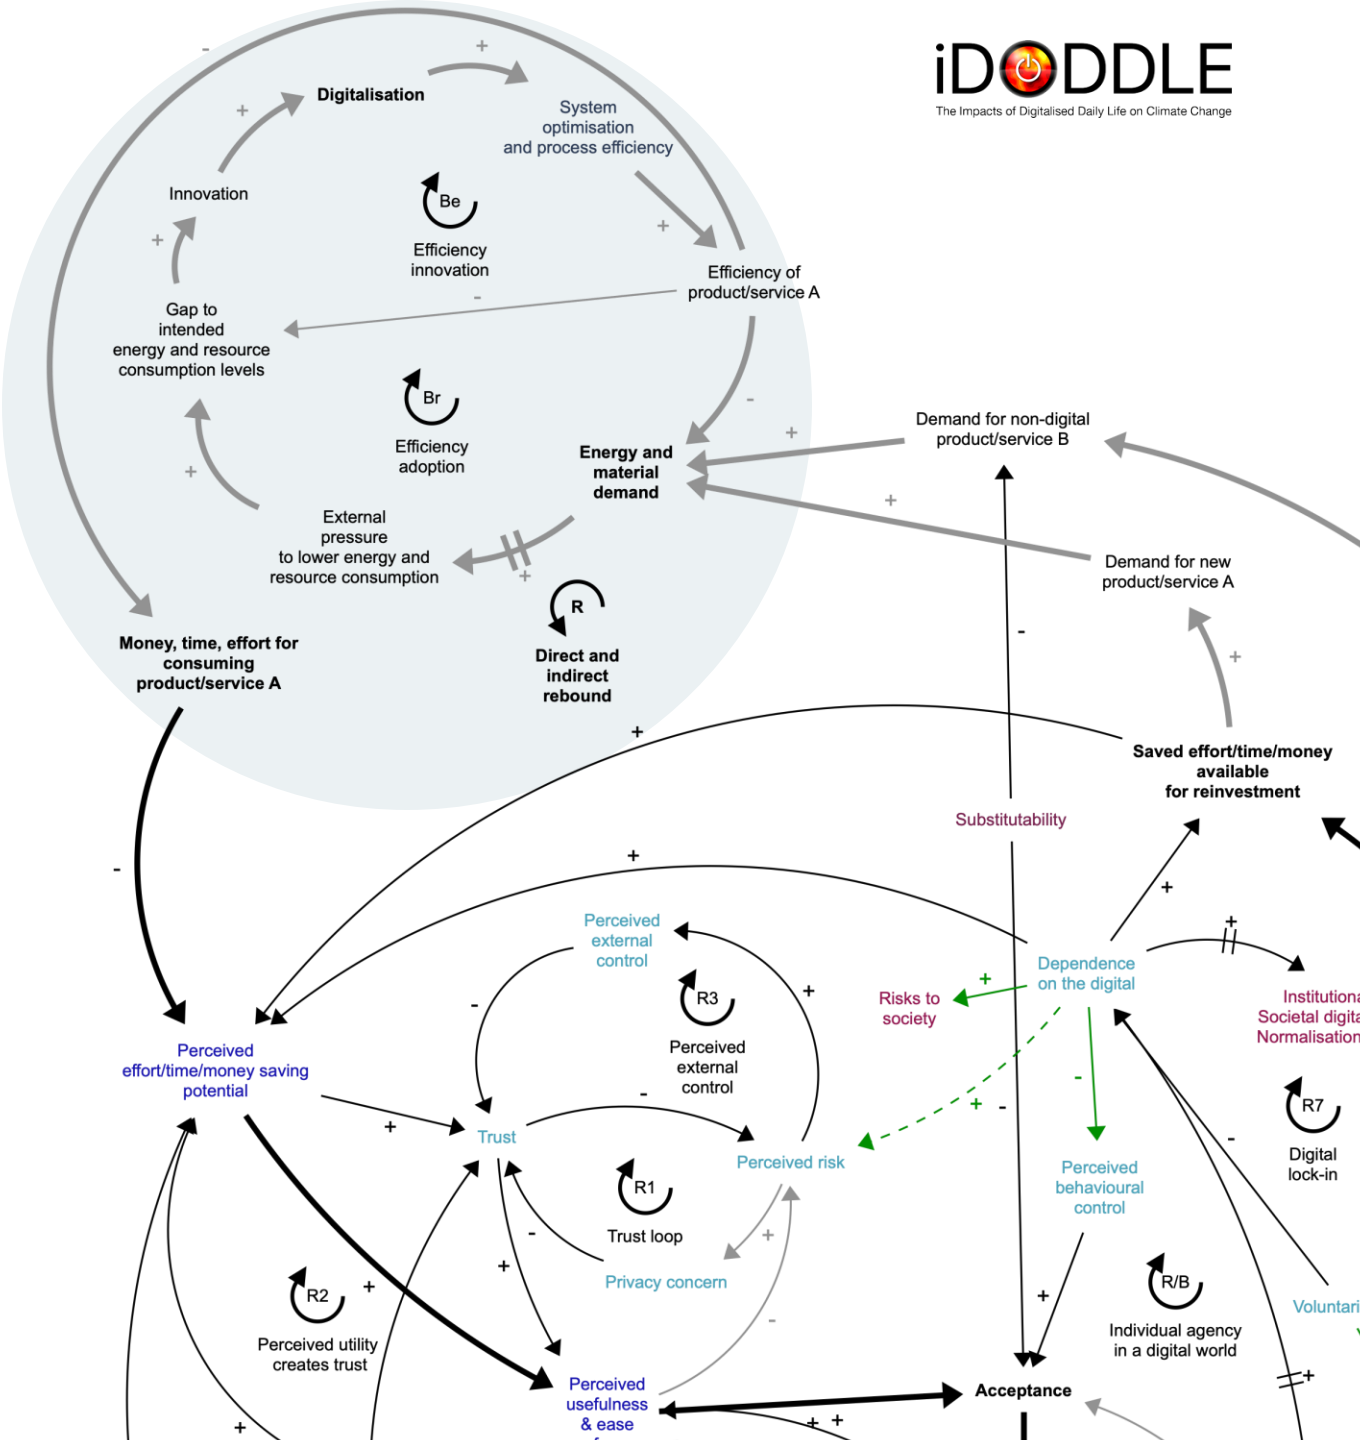 iDODDLE
The Impacts of Digitalised Daily Life on Climate Change
-
+
Digitalisation
System
optimisation
and process efficiency
+
Innovation
Be
Efficiency
innovation
+
+
Efficiency of
product/service A
-
Gap to
intended
energy and resource
consumption levels
Br
Efficiency
adoption
-
+
Demand for non-digital
product/service B
+
Energy and
material
demand
+
External
pressure
to lower energy and
resource consumption
+
Demand for new
product/service A
R
Direct and
indirect
rebound
Money, time, effort for
consuming
product/service A
-
+
+
Saved effort/time/money
available
for reinvestment
Substitutability
-
+
+
Perceived
external
control
+
Dependence
on the digital
+
Risks to
society
Institutiona
Societal digita
Normalisation
-
+
R3
Perceived
external
control
Perceived
effort/time/money saving
potential
-
-
+
-
R7
Digital
lock-in
+
Trust
-
Perceived risk
Perceived
behavioural
control
R1
Trust loop
-
+
+
Privacy concern
R2
Perceived utility
creates trust
+
-
+
R/B
Individual agency
in a digital world
Voluntari
Perceived
usefulness
& ease
Acceptance
+
+
+ +